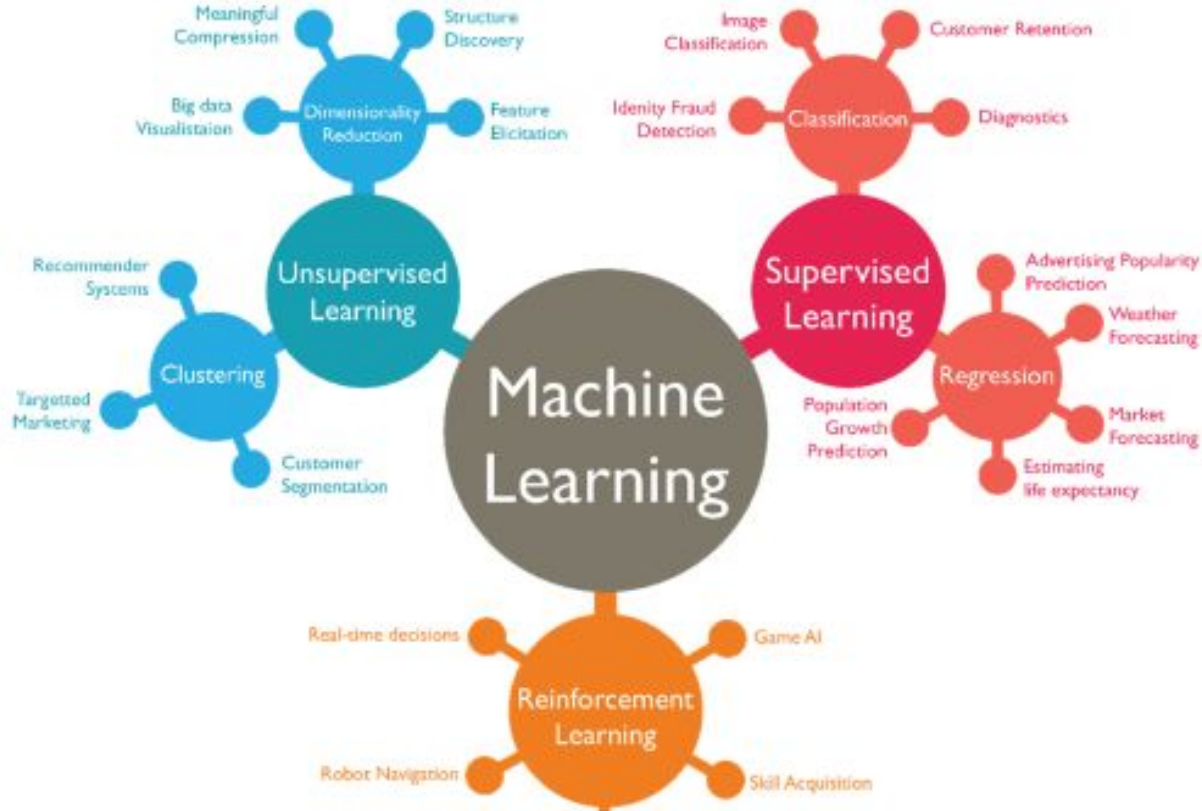 Meaningful
Compression
Structure
Discovery
Big data
Visualistaion
Dimensionality
Reduction
Feature
Elicitation
Image
Classification
Customer Retention
Idenity Fraud
Detection
Classification
Diagnostics
Recommender
Systems
Unsupervised
Learning
Clustering
Targetted
Marketing
Customer
Segmentation
Supervised
Learning
Advertising Popularity
Prediction
Weather
Forecasting
Regression
Population
Growth
Prediction
Market
Forecasting
Estimating
life expectancy
Machine
Learning
Real-time decisions
Game AI
Reinforcement
Learning
Robot Navigation
Skill Acquisition